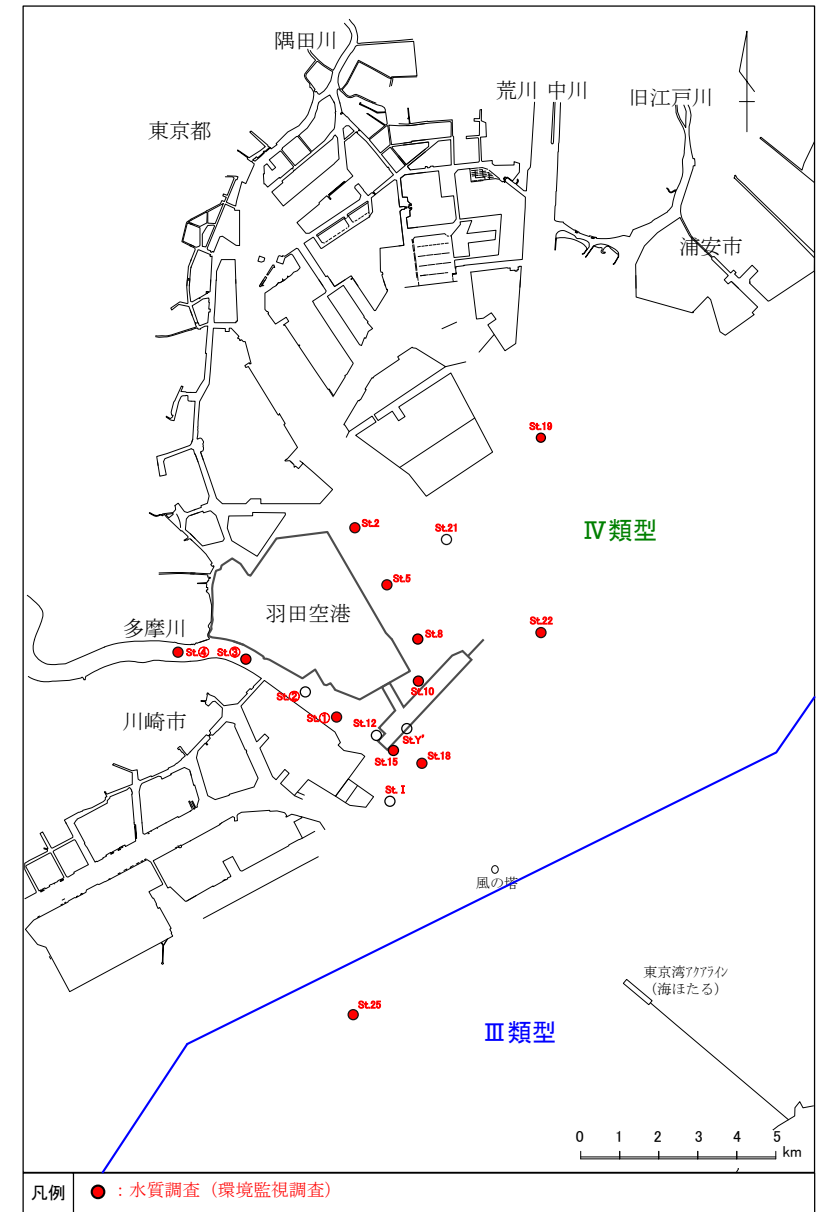 隅田川
荒川 中川
旧江戸川
東京都
浦安市
St.19
Ⅳ類型
St.2
St.21
St.5
羽田空港
多摩川
St.8
St.22
St.④
St.③
St.②
St.10
川崎市
St.①
St.12
St.Y'
St.15
St.18
St.Ⅰ
風の塔
東京湾アクアライン
(海ほたる)
St.25
Ⅲ類型
0 1 2 3 4 5
km
凡例
:水質調査(環境監視調査)